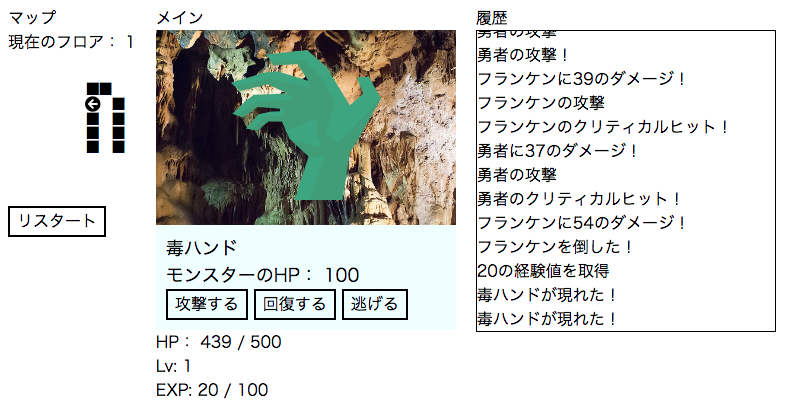 マップ
現在のフロア： 1
リスタート
メイン
毒ハンド
モンスターのHP： 100
攻撃する
回復する
逃げる
HP： 439 / 500
Lv: 1
EXP: 20 / 100
履歴
勇者の攻撃
勇者の攻撃！
フランケンに39のダメージ！
フランケンの攻撃
フランケンのクリティカルヒット！
勇者に37のダメージ！
勇者の攻撃
勇者のクリティカルヒット！
フランケンに54のダメージ！
フランケンを倒した！
20の経験値を取得
毒ハンドが現れた！
毒ハンドが現れた！